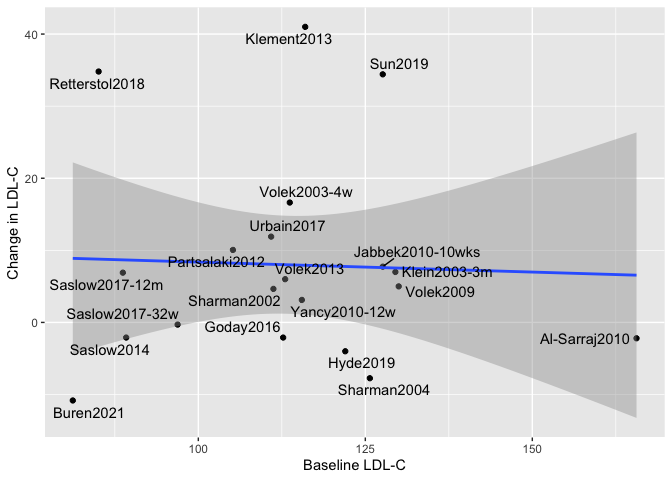 40
Klement2013
Sun2019
Retterstol2018
20
Volek2003-4w
Urbain2017
Jabbek2010-10wks
Partsalaki2012
Volek2013
Klein2003-3m
Saslow2017-12m
Volek2009
Sharman2002
Saslow2017-32w
Yancy2010-12w
0
Goday2016
Al-Sarraj2010
Saslow2014
Hyde2019
Sharman2004
Buren2021
Change in LDL-C
100
125
150
Baseline LDL-C